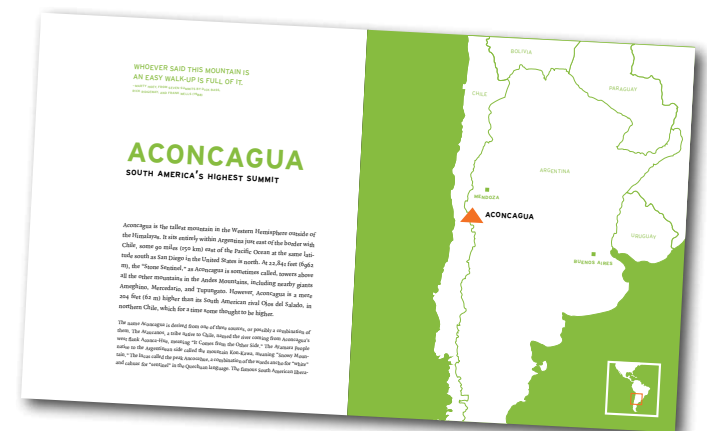 WHOEVER SAID THIS MOUNTAIN IS
AN EASY WALK-UP IS FULL OF IT.
ACONCAGUA
SOUTH AMERICA'S HIGHEST SUMMIT
Aconcagua is the tallest mountain in the Western Hemisphere outside of
the Himalayas. It sits entirely within Argentina just east of the border with
Chile, some 90 miles (150 km) east of the Pacific Ocean at the same lati-
tude south as San Diego in the United States is north. At 22,841 feet (6962
m), the "Stone Sentinel," as Aconcagua is sometimes called, towers above
all the other mountains in the Andes Mountains, including nearby giants
Ameghino, Mercedario, and Tupungato. However, Aconcagua is a mere
204 feet (62 m) higher than its South American rival Ojos del Salado, in
northern Chile, which for a time some thought to be higher.
The name Aconcagua is derived from one of three sources, or possibly a combination of
them. The Araucanos, a tribe native to Chile, named the river coming from Aconcagua's
west flank Aconca-Hue, meaning "It Comes from the Other Side." The Aymara people
native to the Argentinean side called the mountain Kon-Kawa, meaning "Snowy Moun-
tain." The Incas called the peak Ancocahuc, a combination of the words ancho for "white"
and cahuac for "sentinel" in the Quechuan language. The famous South American libera-
BOLIVIA
CHILE
PARAGUAY
ARGENTINA
MENDOZA
ACONCAGUA
URUGUAY
BUENOS AIRES